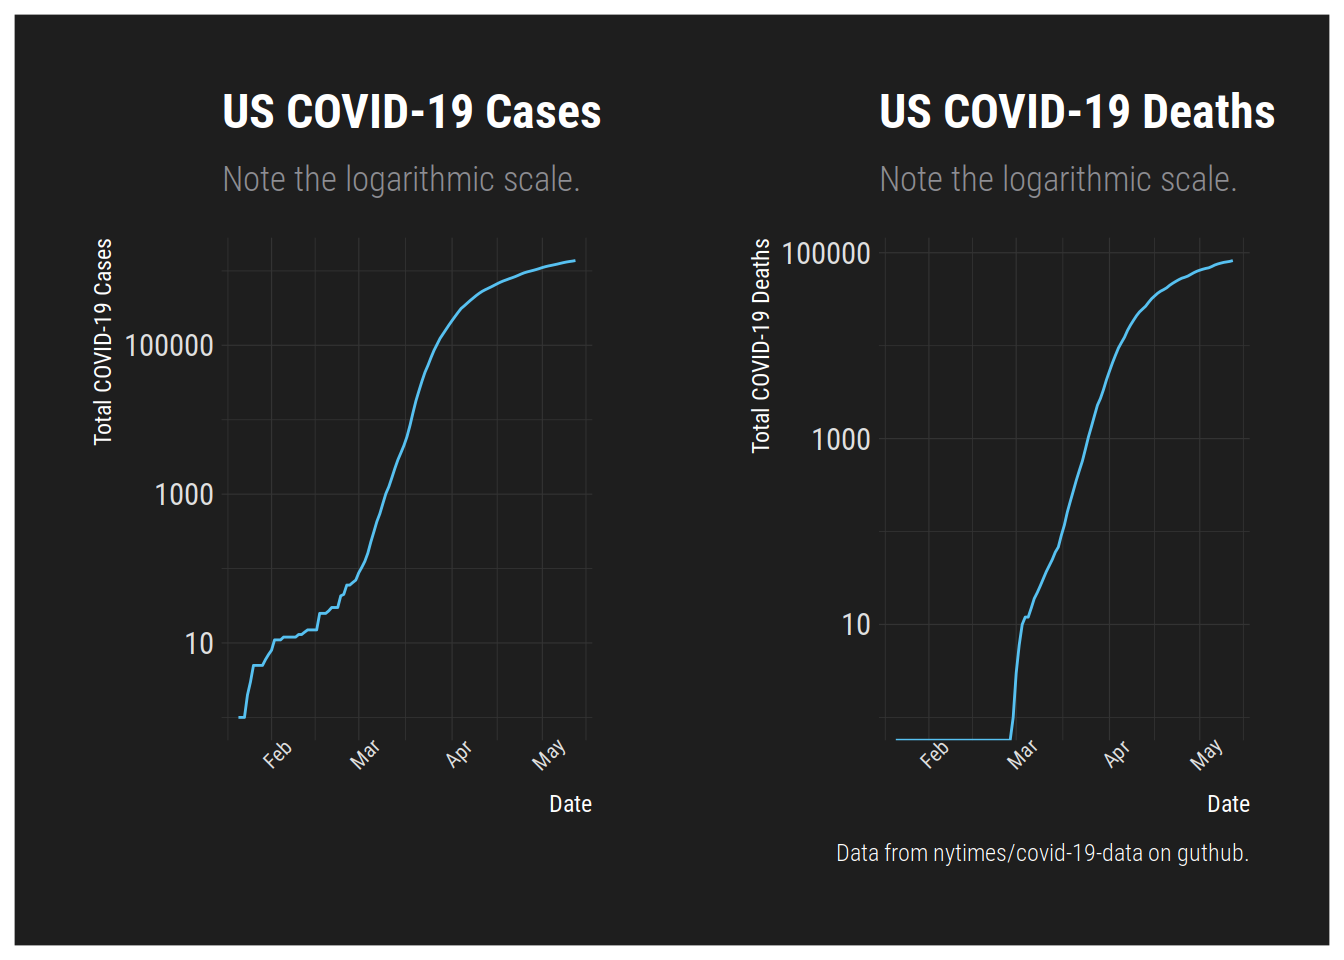 US COVID-19 Cases
Note the logarithmic scale.
Total COVID-19 Cases
100000
1000
10
Feb
Mar
Apr
May
Date
US COVID-19 Deaths
Note the logarithmic scale.
Total COVID-19 Deaths
100000
1000
10
Feb
Mar
Apr
May
Date
Data from nytimes/covid-19-data on guthub.